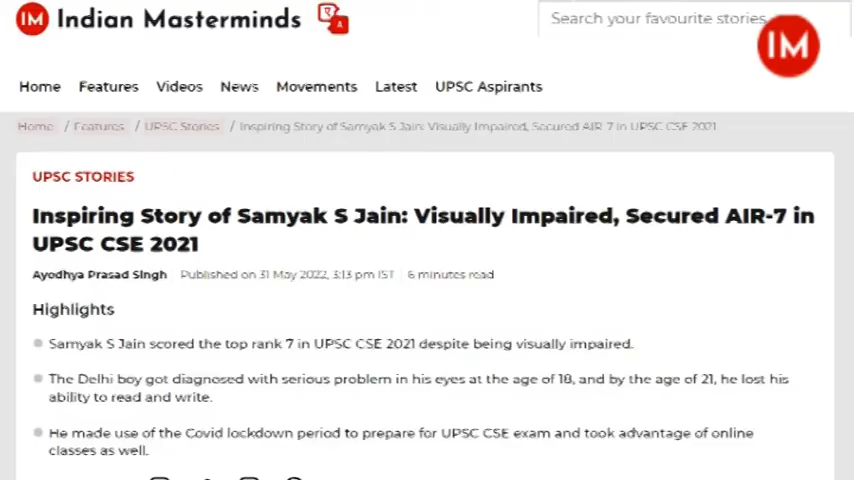 IM Indian Masterminds
Search your favourite stories
IM
Home Features Videos News Movements Latest UPSC Aspirants
Home / Features / UPSC Stories / Inspiring Story of Samyak S Jain: Visually Impaired, Secured AIR-7 in UPSC CSE 2021
UPSC STORIES
Inspiring Story of Samyak S Jain: Visually Impaired, Secured AIR-7 in
UPSC CSE 2021
Ayodhya Prasad Singh Published on 31 May 2022, 3:13 pm IST 6 minutes read
Highlights
Samyak S Jain scored the top rank 7 in UPSC CSE 2021 despite being visually impaired.
The Delhi boy got diagnosed with serious problem in his eyes at the age of 18, and by the age of 21, he lost his
ability to read and write.
He made use of the Covid lockdown period to prepare for UPSC CSE exam and took advantage of online
classes as well.